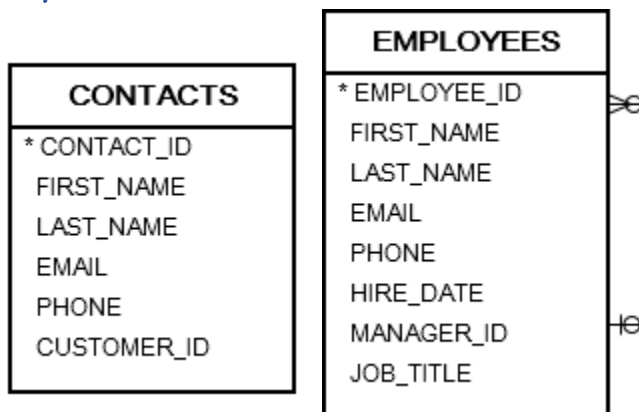 CONTACTS
* CONTACT_ID
FIRST_NAME
LAST_NAME
EMAIL
PHONE
CUSTOMER_ID
EMPLOYEES
* EMPLOYEE_ID
FIRST_NAME
LAST_NAME
EMAIL
PHONE
HIRE_DATE
MANAGER_ID
JOB_TITLE